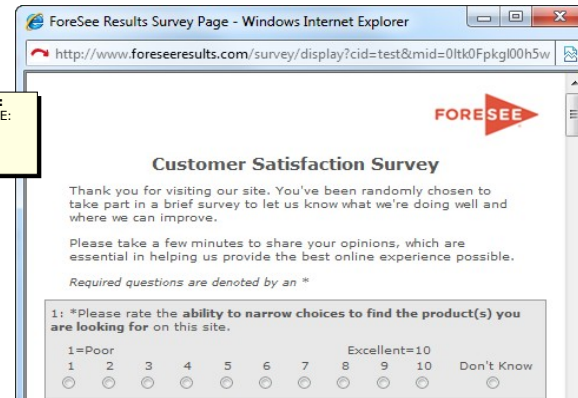 ForeSee Results Survey Page - Windows Internet Explorer
http://www.foreseeresults.com/survey/display?cid=test&mid=0ltk0Fpkgl00h5w
E:
FORESEE
Customer Satisfaction Survey
Thank you for visiting our site. You've been randomly chosen to
take part in a brief survey to let us know what we're doing well and
where we can improve.
Please take a few minutes to share your opinions, which are
essential in helping us provide the best online experience possible.
Required questions are denoted by an *
1: *Please rate the ability to narrow choices to find the product(s) you
are looking for on this site.
1=Poor Excellent=10
1 2 3 4 5 6 7 8 9 10 Don't Know